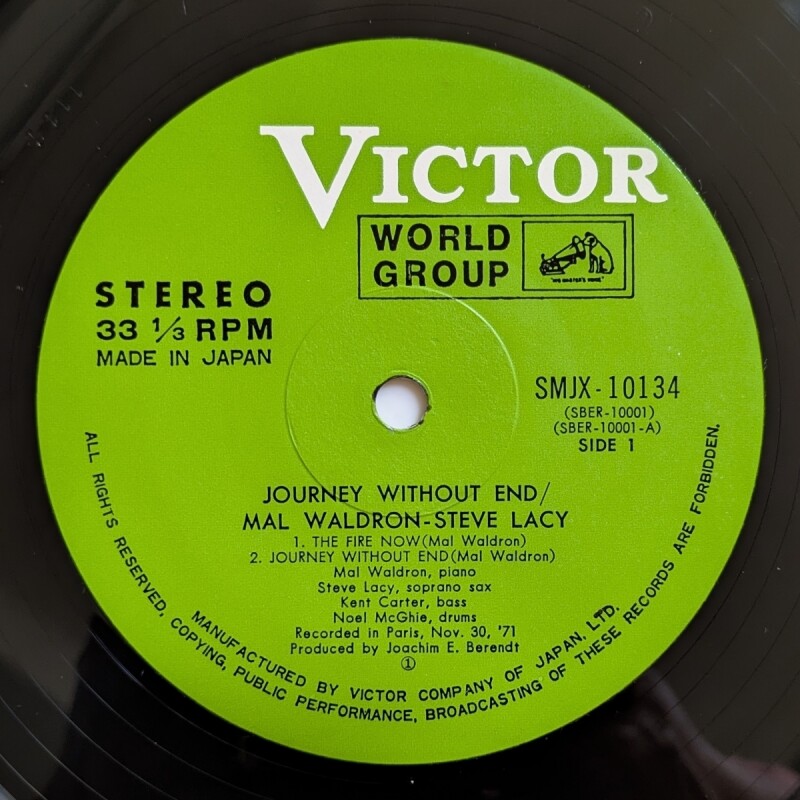 VICTOR
WORLD
GROUP
"HIS MASTER'S VOICE"
STEREO
33 1/3 RPM
MADE IN JAPAN
SMJX-10134
(SBER-10001)
(SBER-10001-A)
SIDE 1
JOURNEY WITHOUT END/
MAL WALDRON-STEVE LACY
1. THE FIRE NOW (Mal Waldron)
2. JOURNEY WITHOUT END (Mal Waldron)
Mal Waldron, piano
Steve Lacy, soprano sax
Kent Carter, bass
Noel McGhie, drums
Recorded in Paris, Nov. 30, '71
Produced by Joachim E. Berendt
①
MANUFACTURED BY VICTOR COMPANY OF JAPAN, LTD.
ALL RIGHTS RESERVED, COPYING, PUBLIC PERFORMANCE, BROADCASTING OF THESE RECORDS ARE FORBIDDEN.